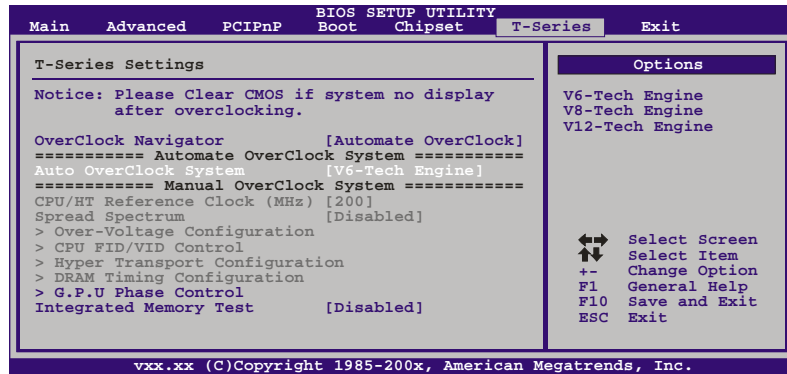 BIOS SETUP UTILITY
Main Advanced PCIPnP Boot Chipset T-Series Exit
T-Series Settings
Notice: Please Clear CMOS if system no display
after overclocking.
OverClock Navigator [Automate OverClock]
=========== Automate OverClock System ===========
Auto OverClock System [V6-Tech Engine]
============ Manual OverClock System ============
CPU/HT Reference Clock (MHz) [200]
Spread Spectrum [Disabled]
> Over-Voltage Configuration
> CPU FID/VID Control
> Hyper Transport Configuration
> DRAM Timing Configuration
> G.P.U Phase Control
Integrated Memory Test [Disabled]
Options
V6-Tech Engine
V8-Tech Engine
V12-Tech Engine
Select Screen
Select Item
+- Change Option
F1 General Help
F10 Save and Exit
ESC Exit
vxx.xx (C)Copyright 1985-200x, American Megatrends, Inc.